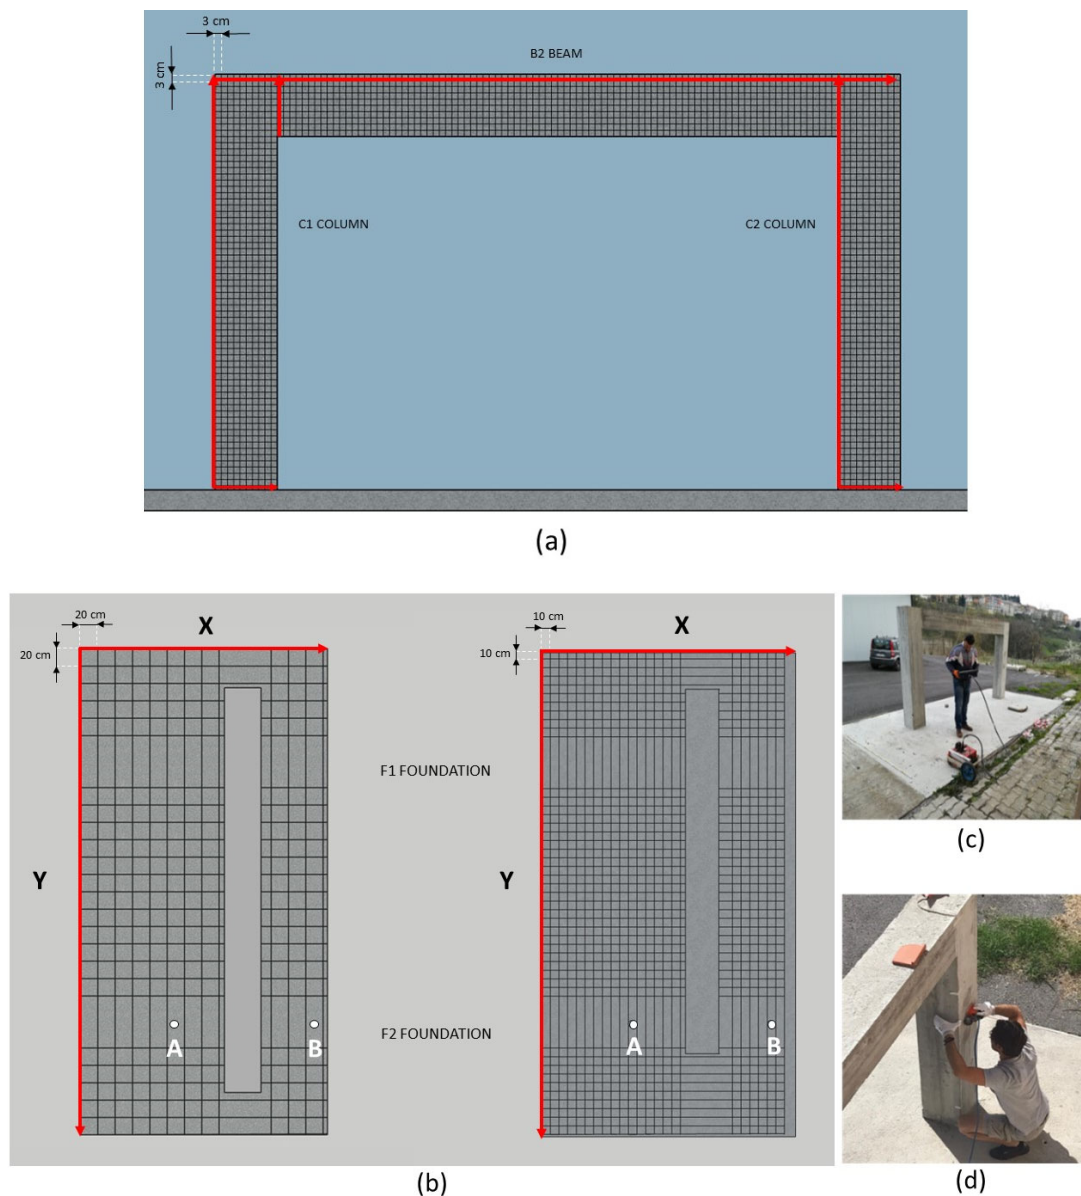 3 cm
3 cm
B2 BEAM
C1 COLUMN
C2 COLUMN
(a)
20 cm
X
20 cm
Y
A
B
F1 FOUNDATION
F2 FOUNDATION
10 cm
X
10 cm
Y
A
B
(b)
(c)
(d)